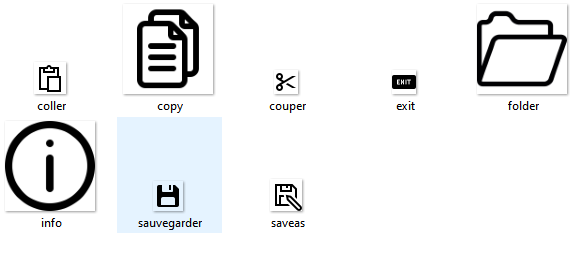 EXIT
coller
copy
couper
exit
folder
info
sauvegarder
saveas